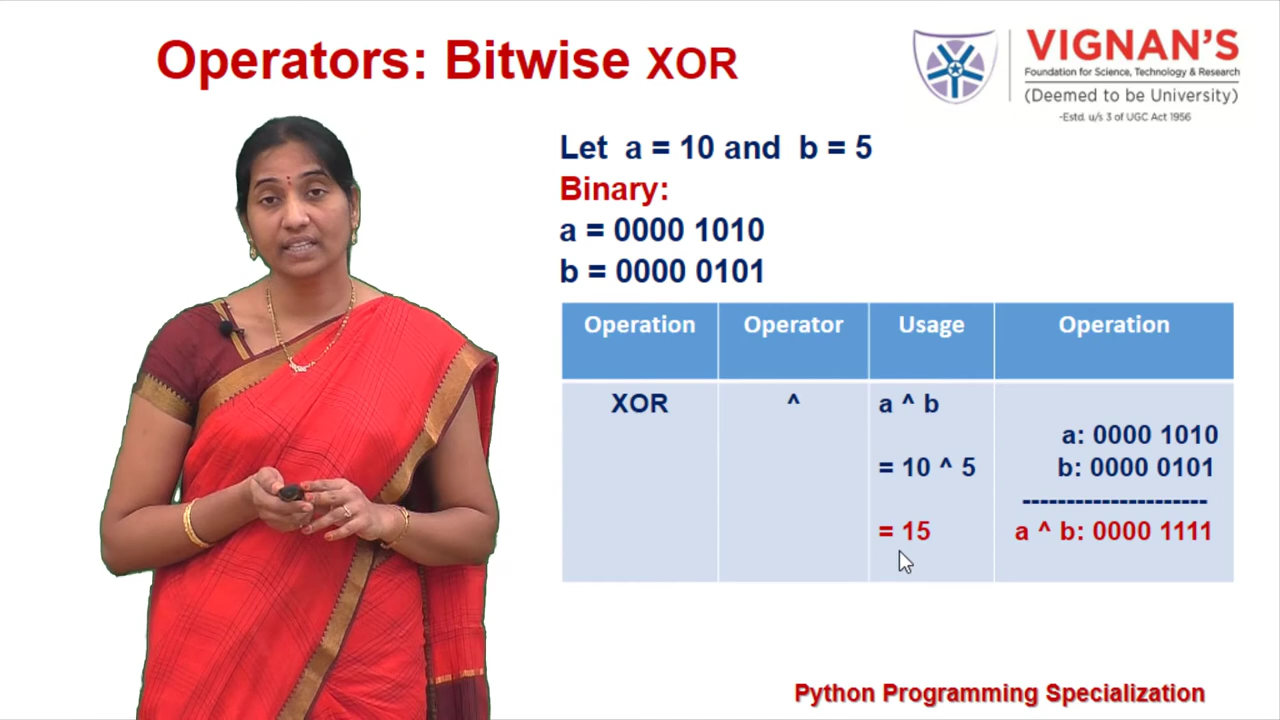 Operators: Bitwise XOR
VIGNAN'S
Foundation for Science, Technology & Research
(Deemed to be University)
-Estd. u/s 3 of UGC Act 1956
Let a = 10 and b = 5
Binary:
a = 0000 1010
b = 0000 0101
Operation Operator Usage Operation
XOR ^ a ^ b
a: 0000 1010
= 10 ^ 5 b: 0000 0101
---------------------
= 15 a ^ b: 0000 1111
Python Programming Specialization